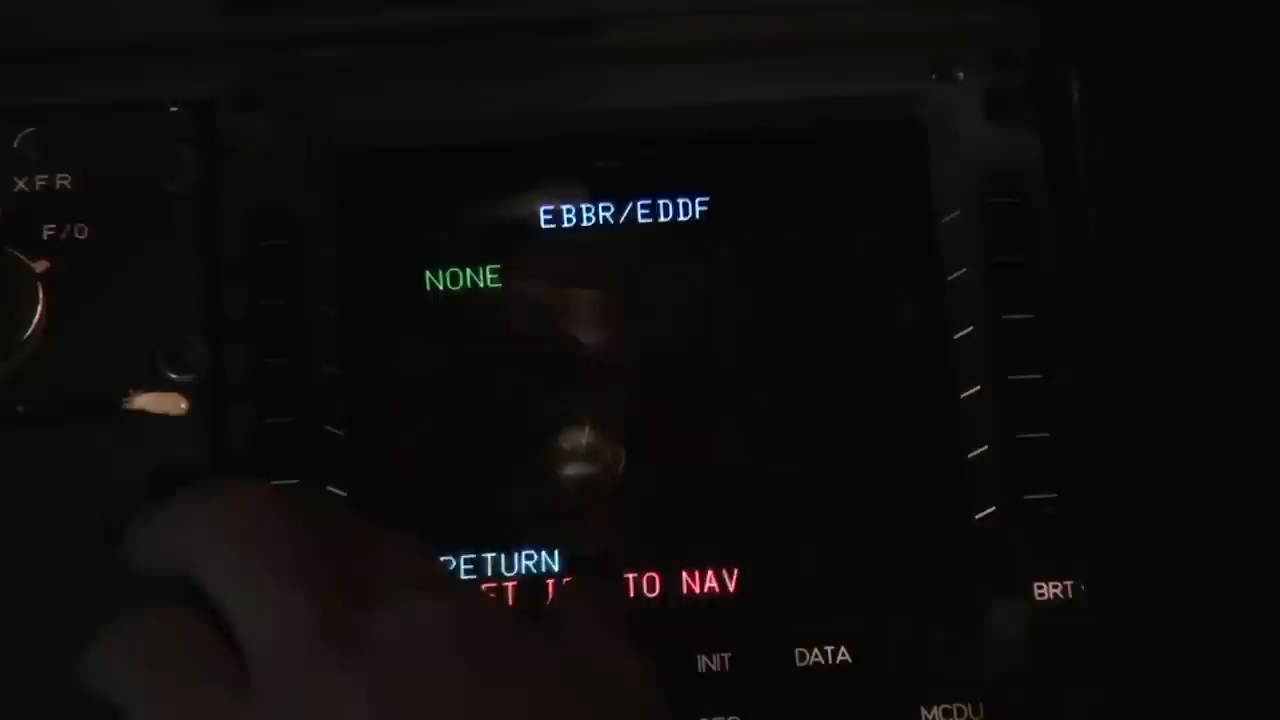 XFR
F/O
EBBR/EDDF
NONE
RETURN
TO NAV
BRT
INIT
DATA
MCDU